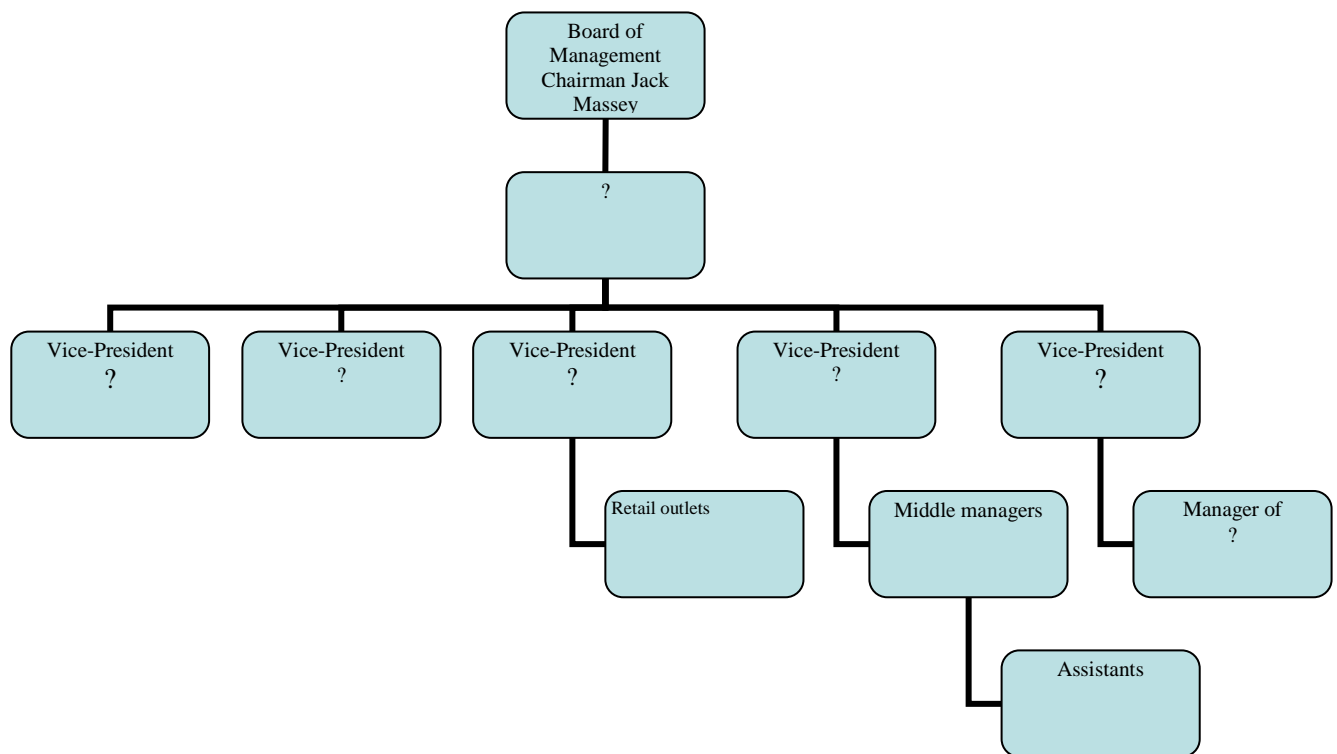 Board of
Management
Chairman Jack
Massey
?
Vice-President
?
Vice-President
?
Vice-President
?
Vice-President
?
Vice-President
?
Retail outlets
Middle managers
Manager of
?
Assistants